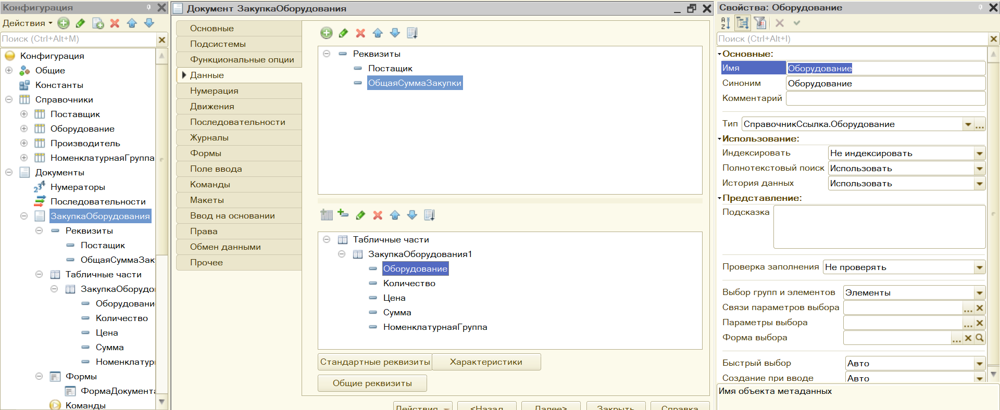 Конфигурация
Действия
Поиск (Ctrl+Alt+M)
Конфигурация
Общие
Константы
Справочники
Поставщик
Оборудование
Производитель
НоменклатурнаяГруппа
Документы
Нумераторы
Последовательности
ЗакупкаОборудования
Реквизиты
Постащик
ОбщаяСуммаЗак
Табличные части
ЗакупкаОборудо
Оборудовани
Количество
Цена
Сумма
Номенклатурн
Формы
ФормаДокумента
Команды
Документ ЗакупкаОборудования
Основные
Подсистемы
Функциональные опции
Данные
Нумерация
Движения
Последовательности
Журналы
Формы
Поле ввода
Команды
Макеты
Ввод на основании
Права
Обмен данными
Прочее
Реквизиты
Постащик
ОбщаяСуммаЗакупки
Табличные части
ЗакупкаОборудования1
Оборудование
Количество
Цена
Сумма
НоменклатурнаяГруппа
Стандартные реквизиты Характеристики
Общие реквизиты
Действия <Назад Далее> Закрыть Справка
Свойства: Оборудование
Поиск (Ctrl+Alt+I)
Основные:
Имя Оборудование
Синоним Оборудование
Комментарий
Тип СправочникСсылка.Оборудование
Использование:
Индексировать Не индексировать
Полнотекстовый поиск Использовать
История данных Использовать
Представление:
Подсказка
Проверка заполнения Не проверять
Выбор групп и элементов Элементы
Связи параметров выбора
Параметры выбора
Форма выбора
Быстрый выбор Авто
Создание при вводе Авто
Имя объекта метаданных